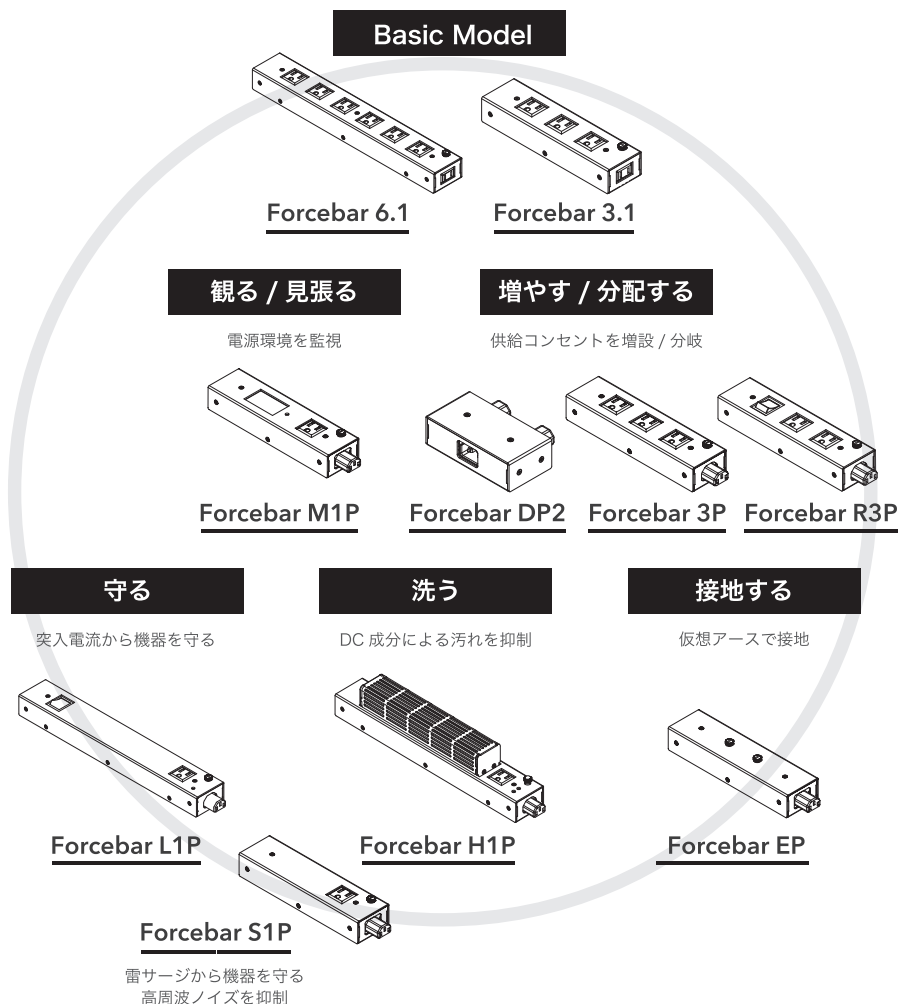 Basic Model
Forcebar 6.1
Forcebar 3.1
観る / 見張る
電源環境を監視
増やす / 分配する
供給コンセントを増設 / 分岐
Forcebar M1P
Forcebar DP2
Forcebar 3P
Forcebar R3P
守る
突入電流から機器を守る
洗う
DC 成分による汚れを抑制
接地する
仮想アースで接地
Forcebar L1P
Forcebar H1P
Forcebar EP
Forcebar S1P
雷サージから機器を守る
高周波ノイズを抑制